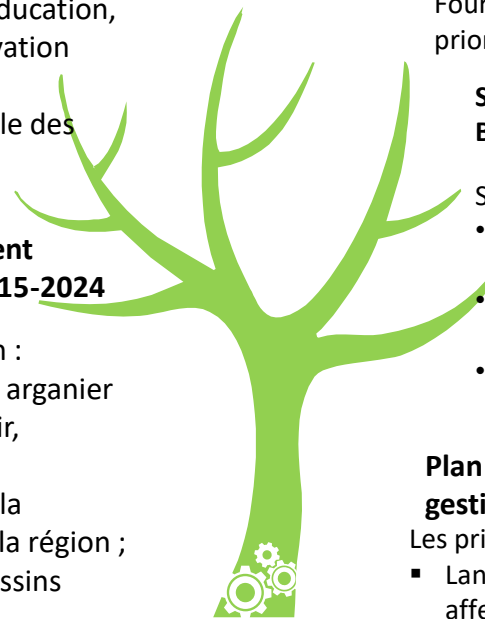 ducation,
vation
le des
ent
15-2024
n :
arganier
ir,
la
la région ;
ssins
Four
prior
S
E
S
•
•
•
Plan
gesti
Les pri
▪ Lan
affe